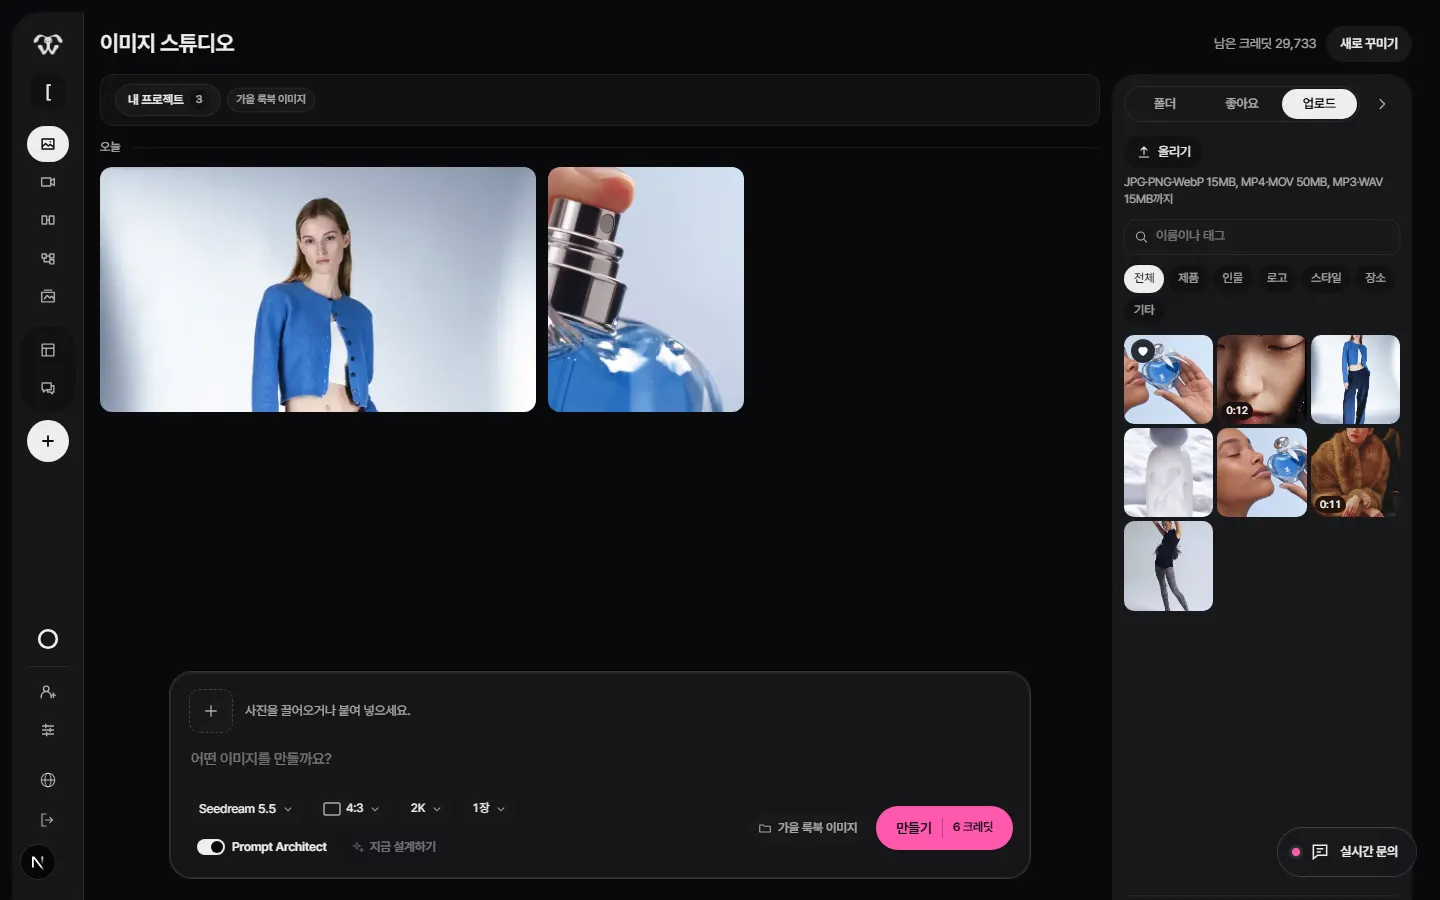 이미지 스튜디오
남은 크레딧 29,733
새로 꾸미기
[
내 프로젝트 3
가을 룩북 이미지
오늘
폴더
좋아요
업로드
올리기
JPG·PNG·WebP 15MB, MP4·MOV 50MB, MP3·WAV
15MB까지
이름이나 태그
전체
제품
인물
로고
스타일
장소
기타
0:12
0:11
사진을 끌어오거나 붙여 넣으세요.
어떤 이미지를 만들까요?
Seedream 5.5
4:3
2K
1장
가을 룩북 이미지
만들기
6 크레딧
Prompt Architect
지금 설계하기
N
실시간 문의